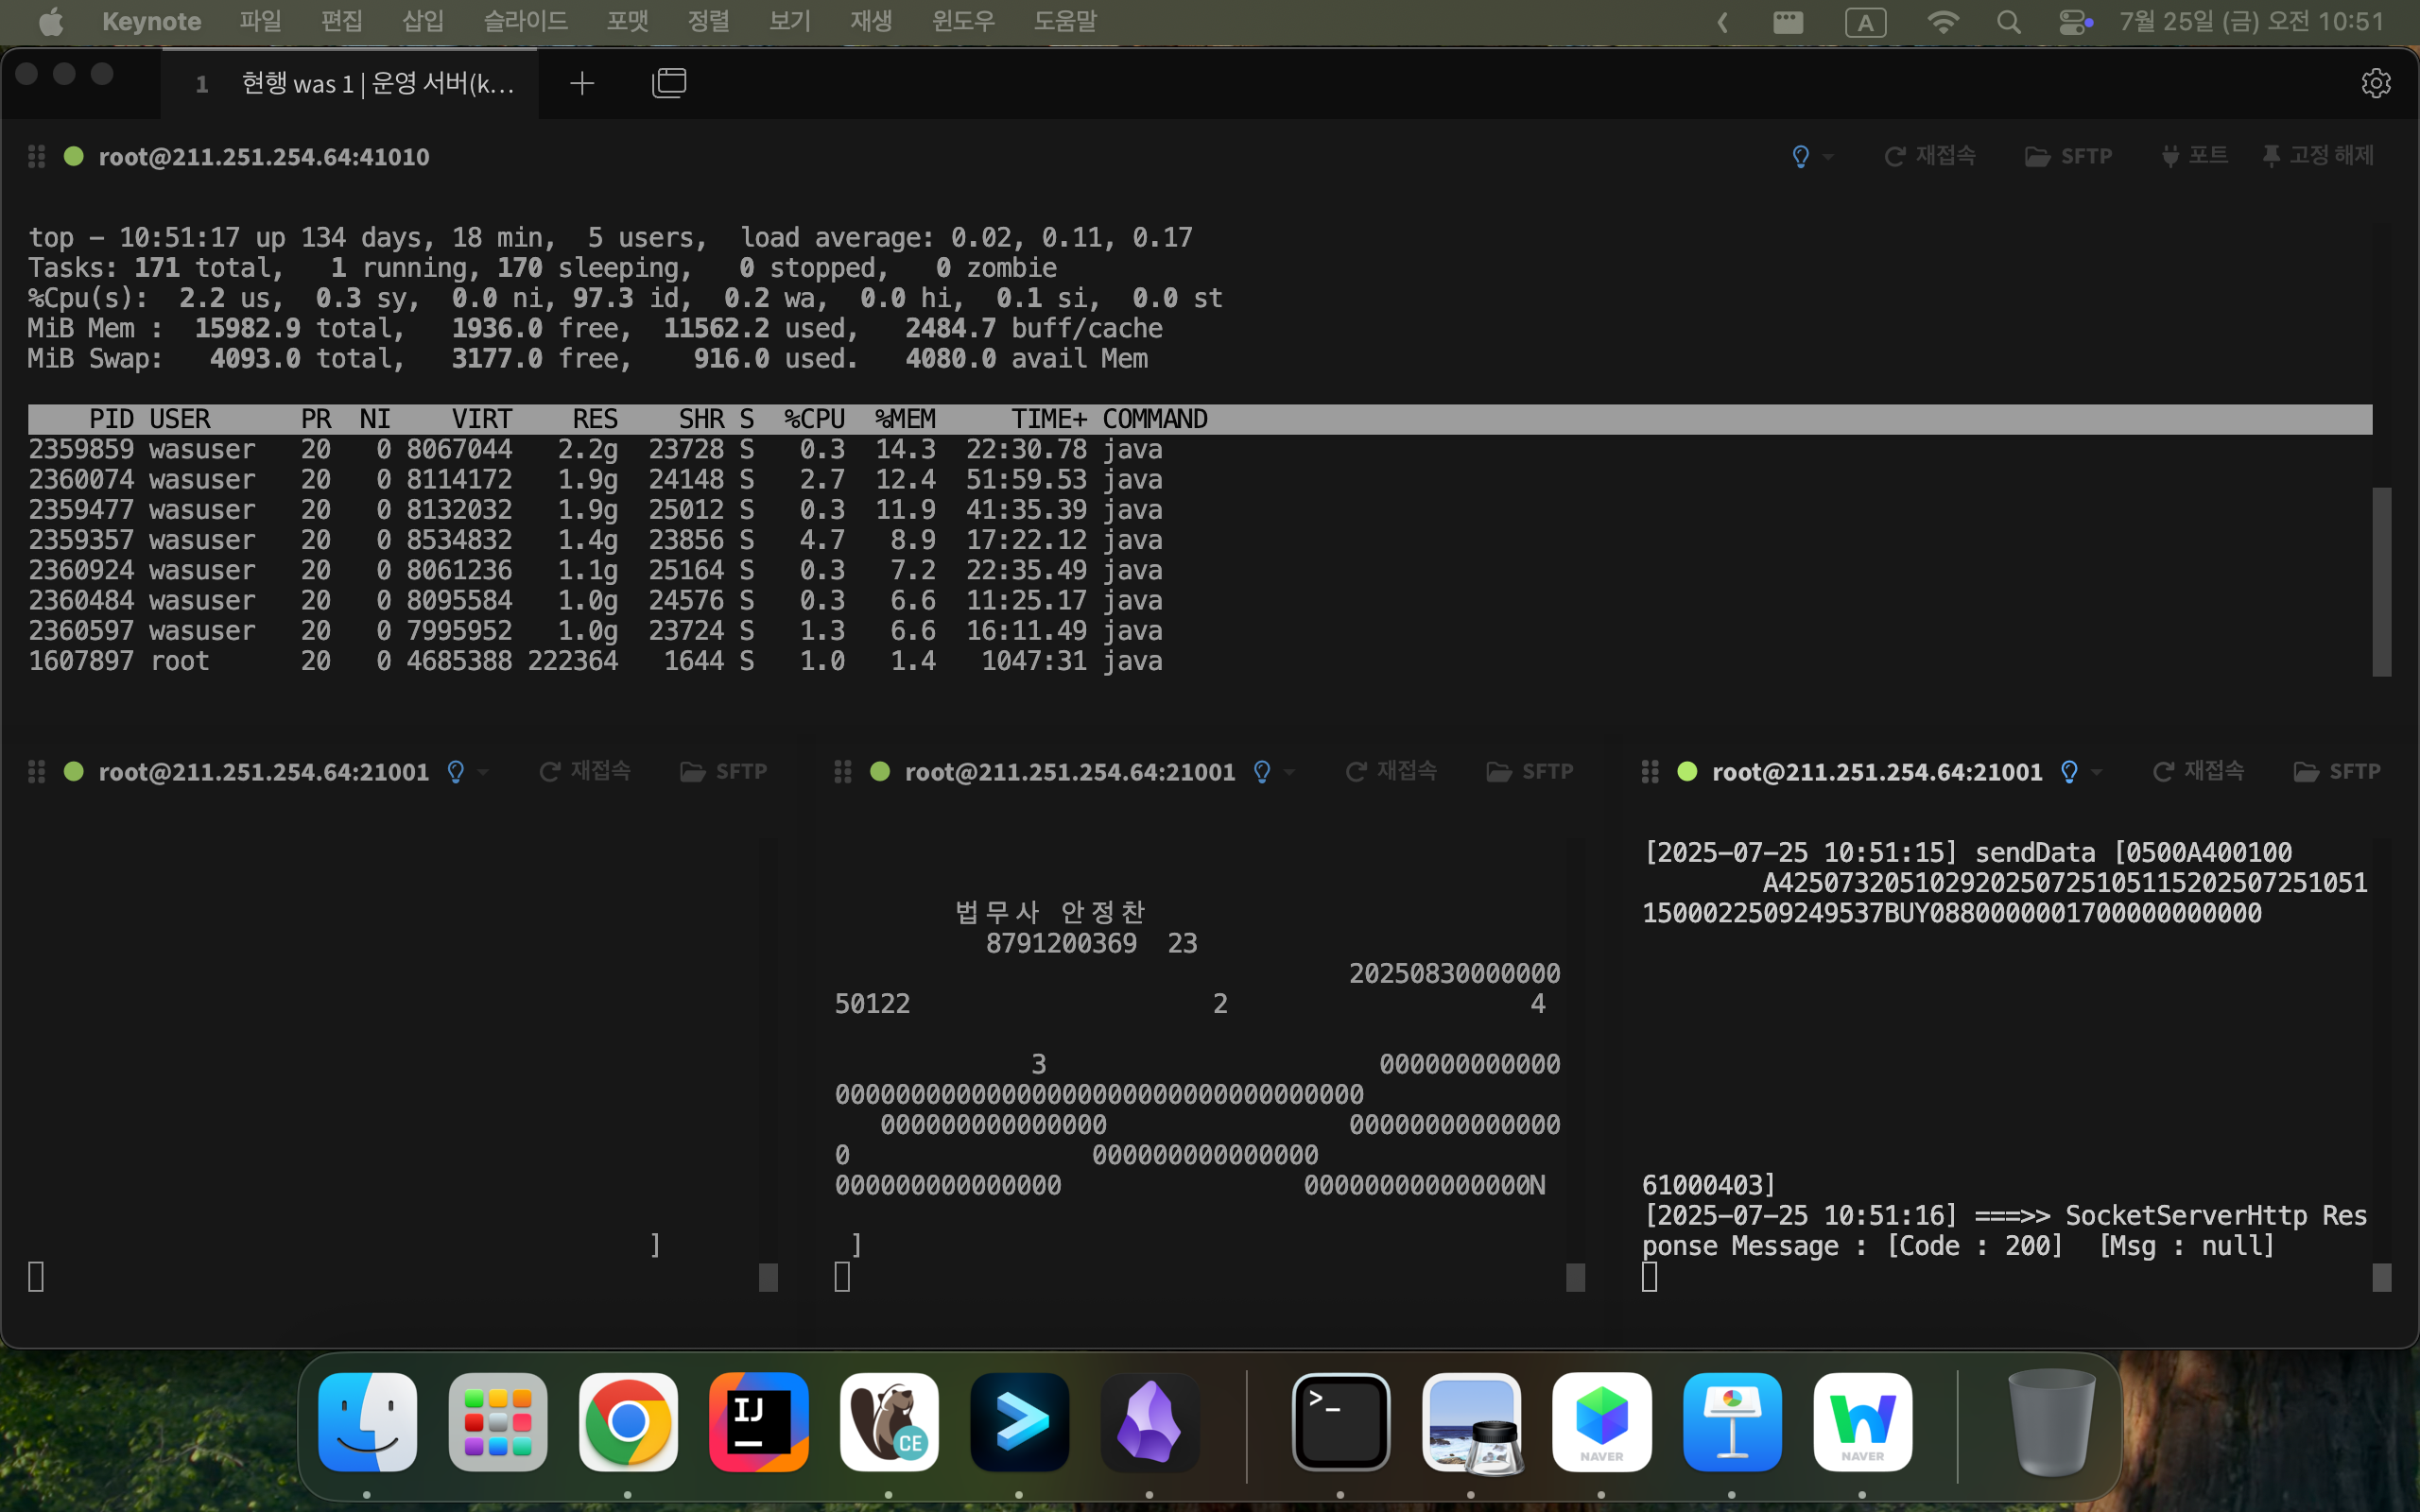 Keynote 파일 편집 삽입 슬라이드 포맷 정렬 보기 재생 윈도우 도움말 A 7월 25일 (금) 오전 10:51
1 현행 was 1 | 운영 서버(k...
root@211.251.254.64:41010 재접속 SFTP 포트 고정 해제
top - 10:51:17 up 134 days, 18 min, 5 users, load average: 0.02, 0.11, 0.17
Tasks: 171 total, 1 running, 170 sleeping, 0 stopped, 0 zombie
%Cpu(s): 2.2 us, 0.3 sy, 0.0 ni, 97.3 id, 0.2 wa, 0.0 hi, 0.1 si, 0.0 st
MiB Mem : 15982.9 total, 1936.0 free, 11562.2 used, 2484.7 buff/cache
MiB Swap: 4093.0 total, 3177.0 free, 916.0 used. 4080.0 avail Mem
PID USER PR NI VIRT RES SHR S %CPU %MEM TIME+ COMMAND
2359859 wasuser 20 0 8067044 2.2g 23728 S 0.3 14.3 22:30.78 java
2360074 wasuser 20 0 8114172 1.9g 24148 S 2.7 12.4 51:59.53 java
2359477 wasuser 20 0 8132032 1.9g 25012 S 0.3 11.9 41:35.39 java
2359357 wasuser 20 0 8534832 1.4g 23856 S 4.7 8.9 17:22.12 java
2360924 wasuser 20 0 8061236 1.1g 25164 S 0.3 7.2 22:35.49 java
2360484 wasuser 20 0 8095584 1.0g 24576 S 0.3 6.6 11:25.17 java
2360597 wasuser 20 0 7995952 1.0g 23724 S 1.3 6.6 16:11.49 java
1607897 root 20 0 4685388 222364 1644 S 1.0 1.4 1047:31 java
root@211.251.254.64:21001 재접속 SFTP
]
root@211.251.254.64:21001 재접속 SFTP
법무사 안정찬
8791200369 23
20250830000000
50122 2 4
3 000000000000
00000000000000000000000000000000000
000000000000000 00000000000000
0 000000000000000
000000000000000 000000000000000N
]
root@211.251.254.64:21001 재접속 SFTP
[2025-07-25 10:51:15] sendData [0500A400100
A425073205102920250725105115202507251051
1500022509249537BUY0880000001700000000000
61000403]
[2025-07-25 10:51:16] ===>> SocketServerHttp Res
ponse Message : [Code : 200] [Msg : null]
IJ
CE
>_
NAVER
NAVER